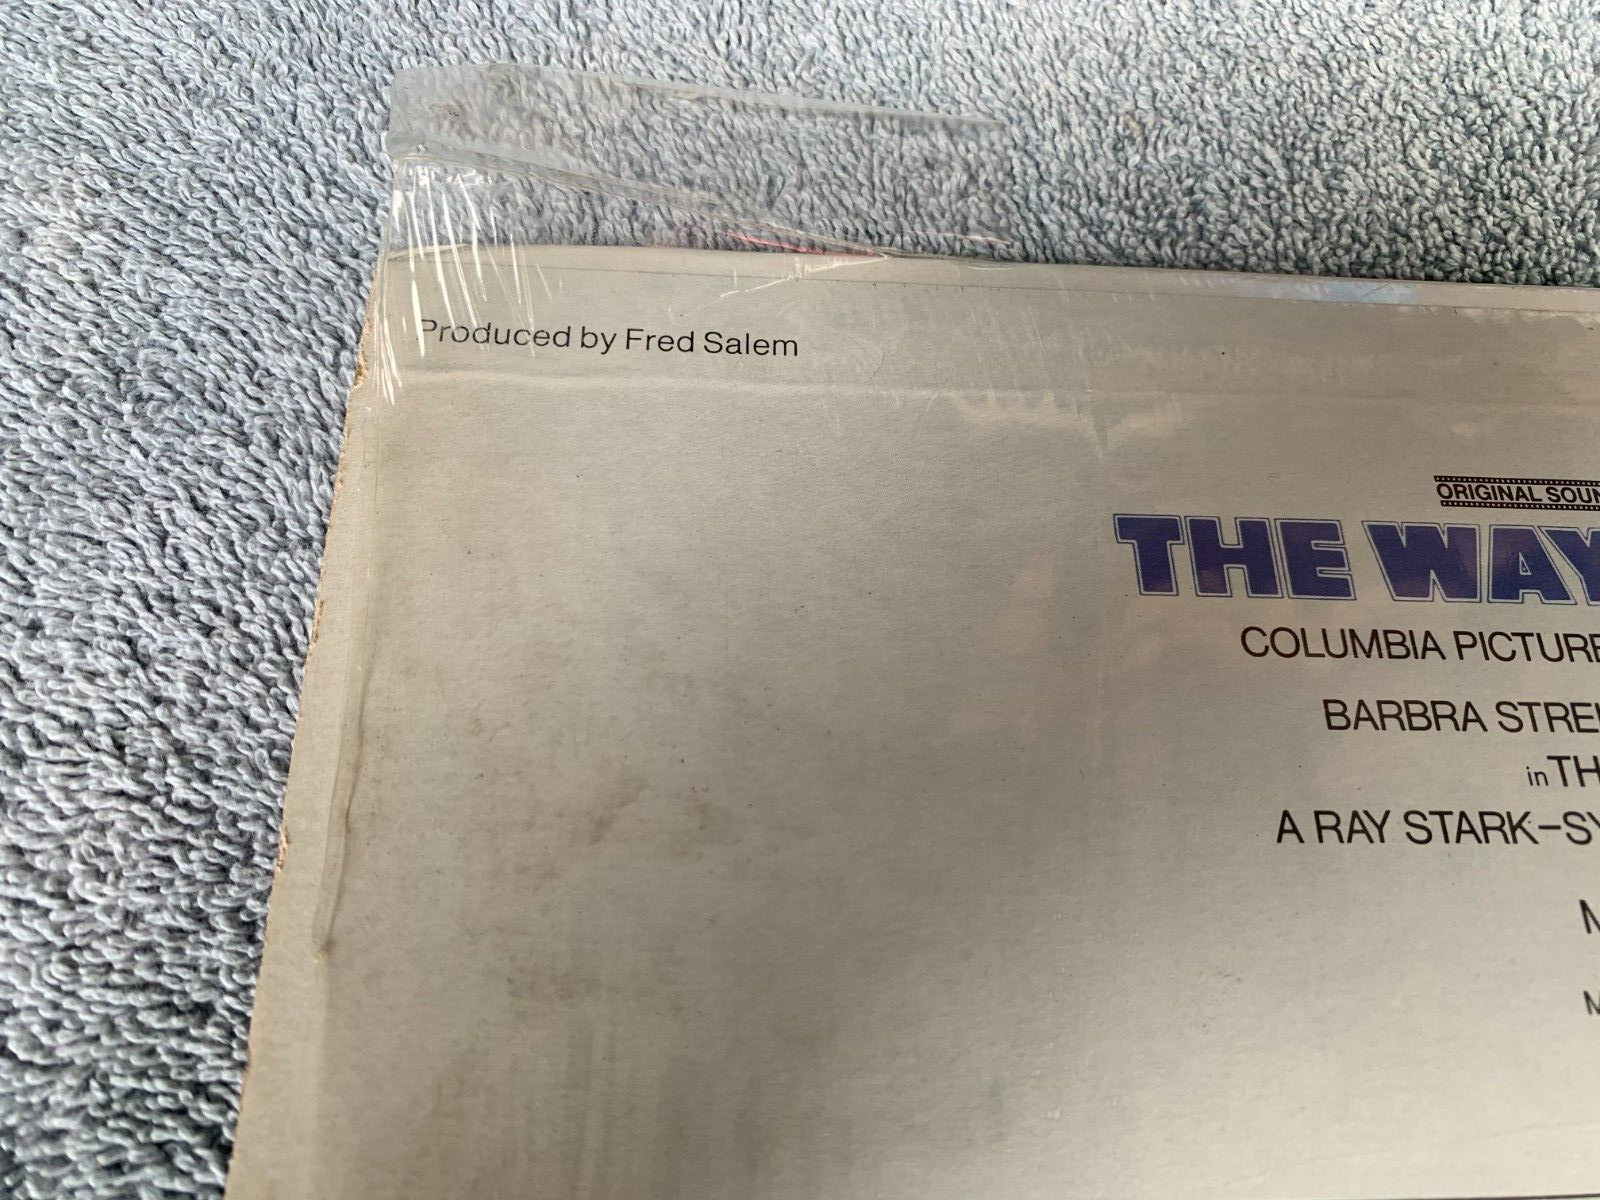 Produced by Fred Salem
ORIGINAL SOUN
THE WAY
COLUMBIA PICTURE
BARBRA STREI
in TH
A RAY STARK-SY
M